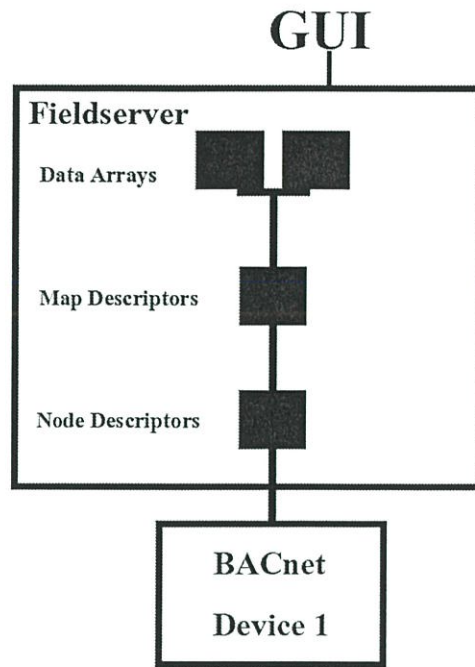 GUI
Fieldserver
Data Arrays
Map Descriptors
Node Descriptors
BACnet
Device 1